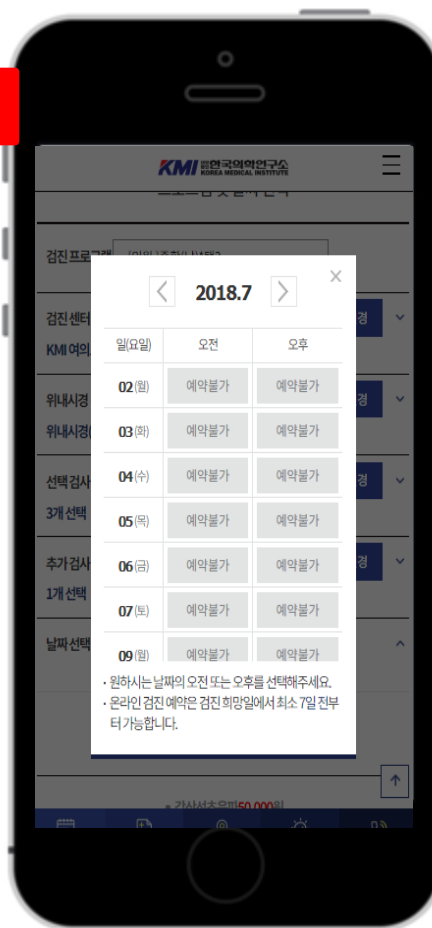 KMI 재단법인 한국의학연구소
KOREA MEDICAL INSTITUTE
검진프로그램
2018.7
검진센터
경
KMI 여의
일(요일) 오전 오후
02(월) 예약불가 예약불가
위내시경
경
03(화) 예약불가 예약불가
위내시경(
04(수) 예약불가 예약불가
선택검사
경
3개 선택
05(목) 예약불가 예약불가
06(금) 예약불가 예약불가
추가검사
경
1개 선택
07(토) 예약불가 예약불가
날짜선택
09(월) 예약불가 예약불가
· 원하시는 날짜의 오전 또는 오후를 선택해주세요.
· 온라인 검진 예약은 검진 희망일에서 최소 7일 전부
터 가능합니다.
50,000원